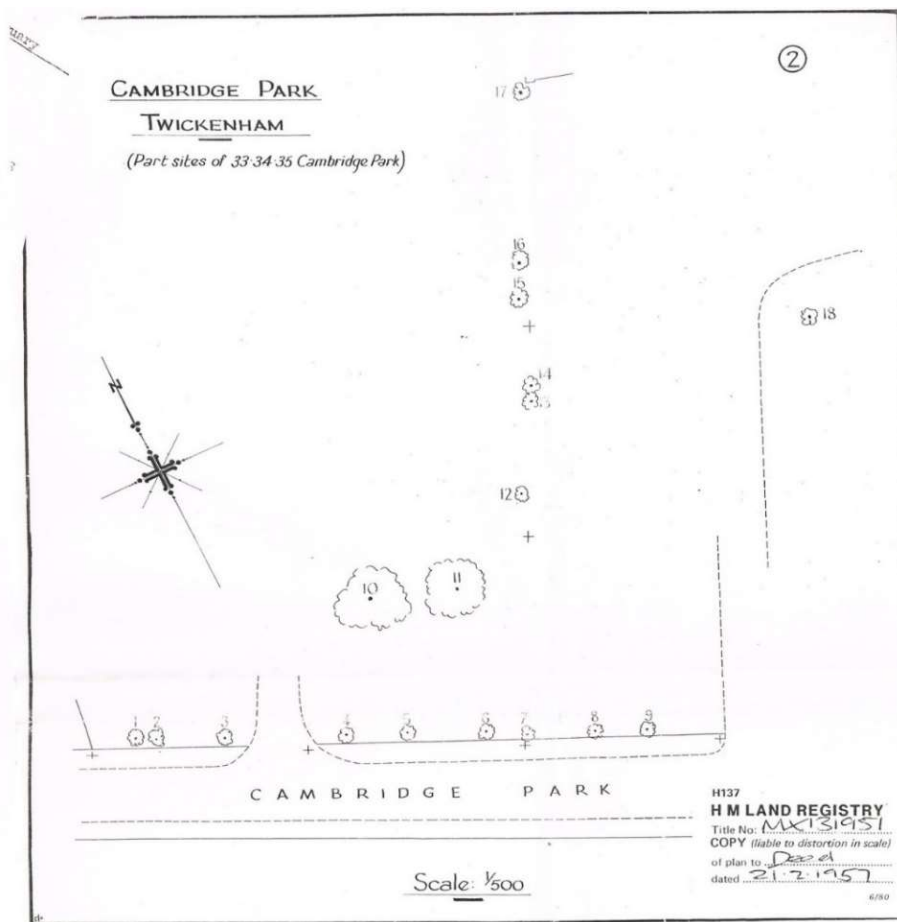 2
CAMBRIDGE PARK
TWICKENHAM
(Part sites of 33·34·35 Cambridge Park)
17
16
15
18
14
13
N
12
10
11
1 2 3 4 5 6 7 8 9
CAMBRIDGE PARK
Scale: 1/500
H137
H M LAND REGISTRY
Title No: MX131951
COPY (liable to distortion in scale)
of plan to Deed
dated 21·2·1957
6/80